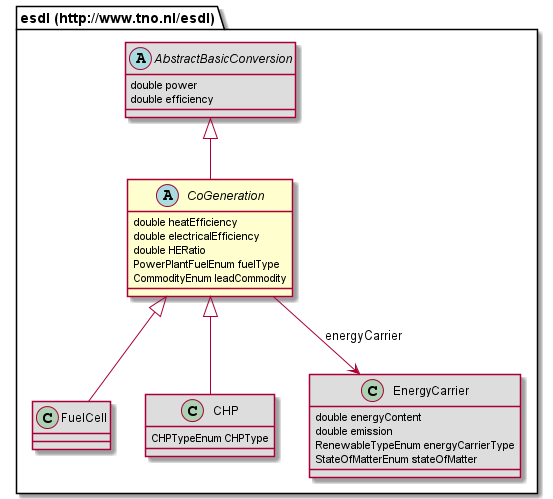 esdl (http://www.tno.nl/esdl)
A AbstractBasicConversion
double power
double efficiency
A CoGeneration
double heatEfficiency
double electricalEfficiency
double HERatio
PowerPlantFuelEnum fuelType
CommodityEnum leadCommodity
energyCarrier
C FuelCell
C CHP
CHPTypeEnum CHPType
C EnergyCarrier
double energyContent
double emission
RenewableTypeEnum energyCarrierType
StateOfMatterEnum stateOfMatter